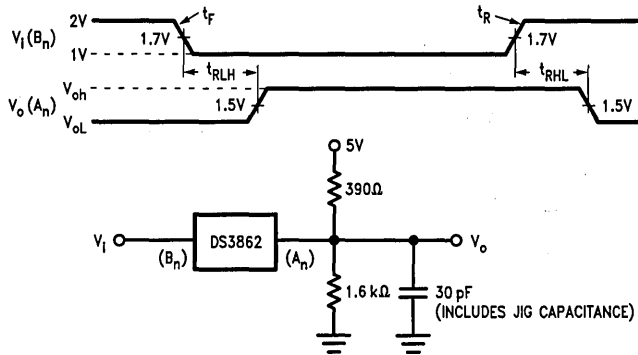 2V
t_F
t_R
V_i (B_n)
1.7V
1.7V
1V
t_RLH
t_RHL
V_oh
V_o (A_n)
1.5V
1.5V
V_oL
5V
390Ω
V_i
DS3862
V_o
(B_n)
(A_n)
1.6 kΩ
30 pF
(INCLUDES JIG CAPACITANCE)